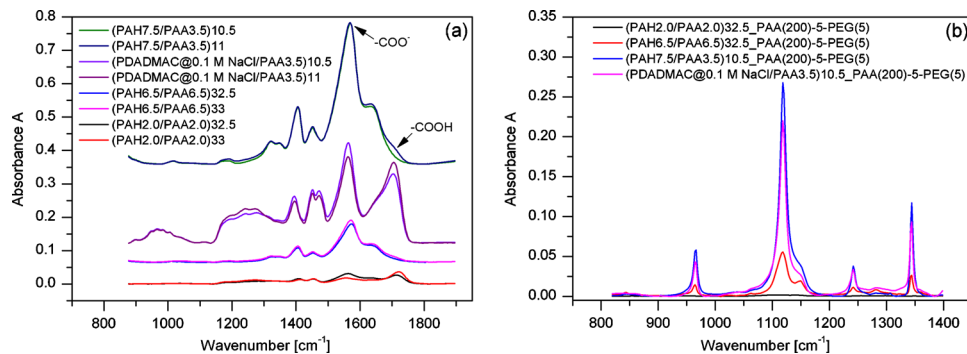 (a)
(PAH7.5/PAA3.5)10.5
(PAH7.5/PAA3.5)11
(PDADMAC@0.1 M NaCl/PAA3.5)10.5
(PDADMAC@0.1 M NaCl/PAA3.5)11
(PAH6.5/PAA6.5)32.5
(PAH6.5/PAA6.5)33
(PAH2.0/PAA2.0)32.5
(PAH2.0/PAA2.0)33
-COO-
-COOH
Absorbance A
0.8
0.7
0.6
0.5
0.4
0.3
0.2
0.1
0.0
800 1000 1200 1400 1600 1800
Wavenumber [cm-1]
(b)
(PAH2.0/PAA2.0)32.5_PAA(200)-5-PEG(5)
(PAH6.5/PAA6.5)32.5_PAA(200)-5-PEG(5)
(PAH7.5/PAA3.5)10.5_PAA(200)-5-PEG(5)
(PDADMAC@0.1 M NaCl/PAA3.5)10.5_PAA(200)-5-PEG(5)
Absorbance A
0.35
0.30
0.25
0.20
0.15
0.10
0.05
0.00
800 900 1000 1100 1200 1300 1400
Wavenumber [cm-1]